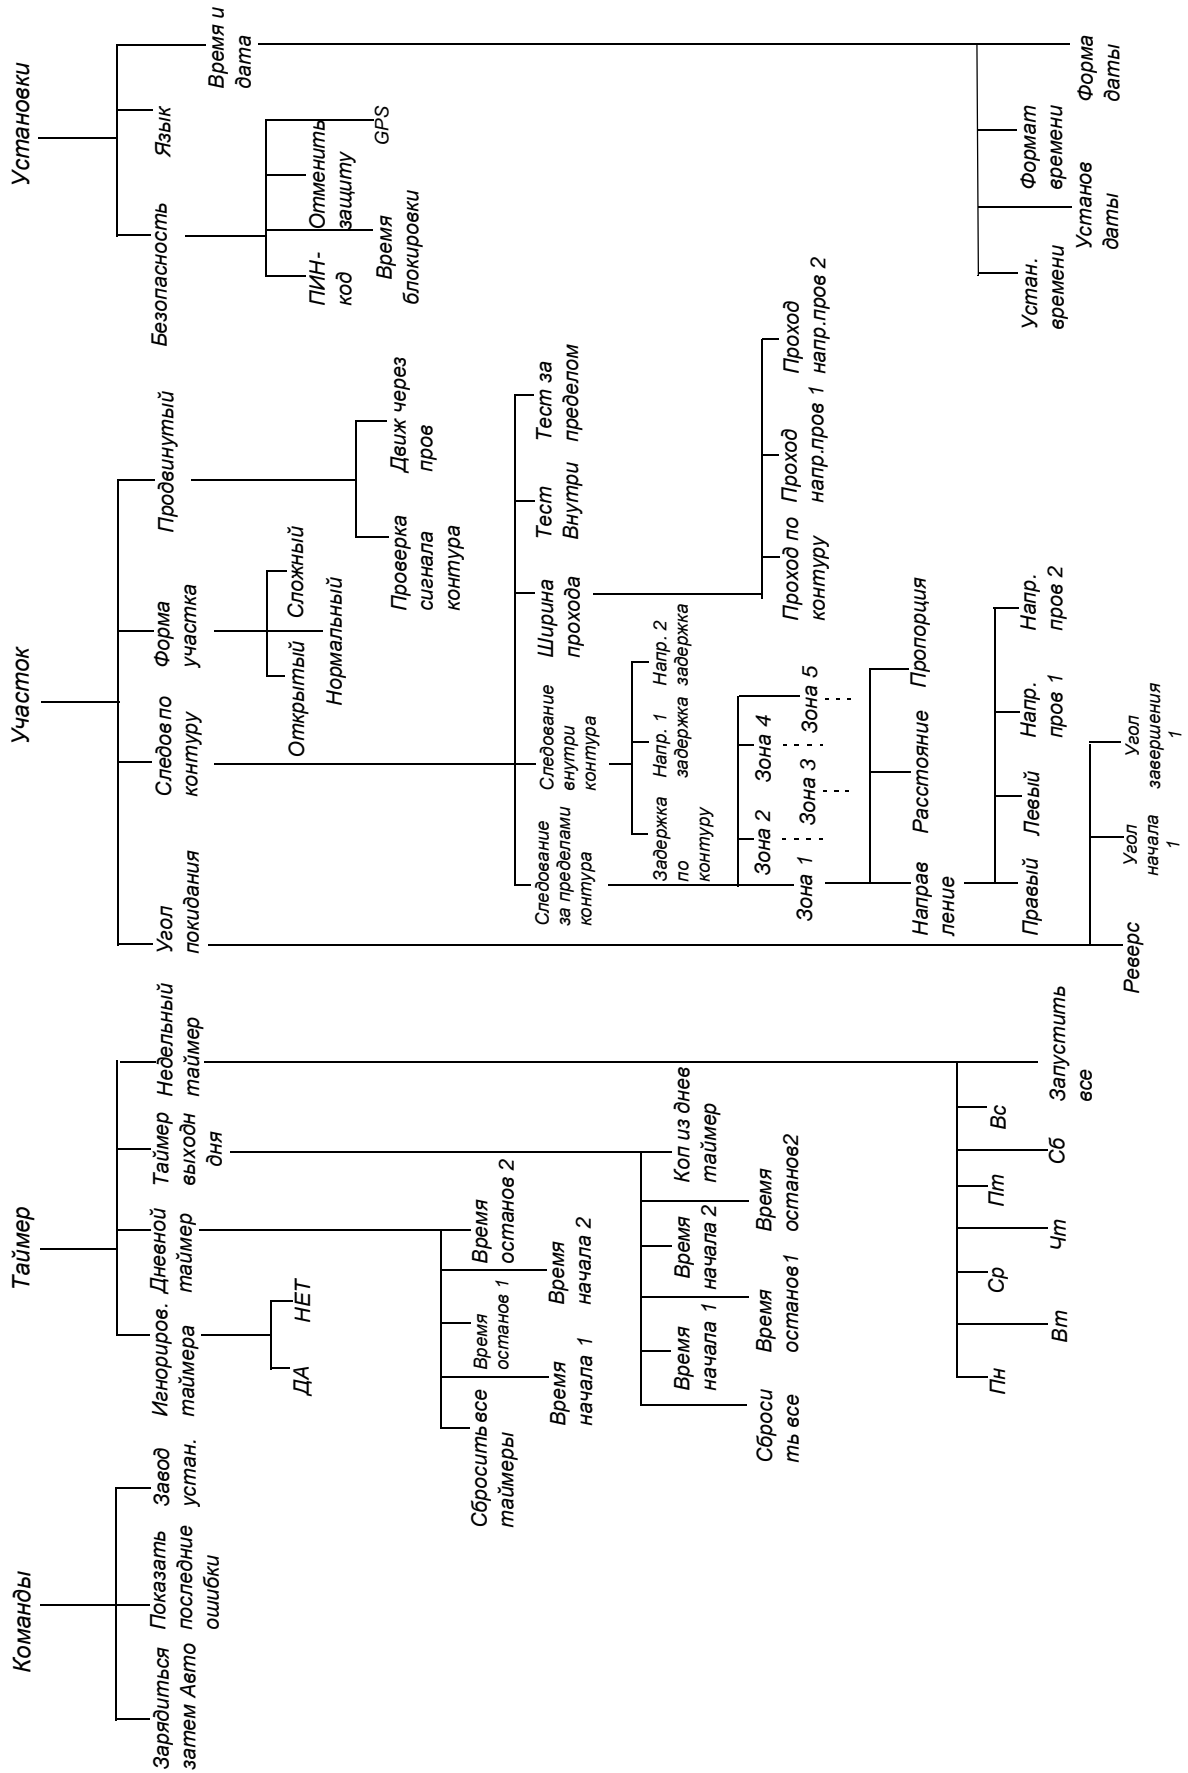 Команды
Зарядиться
затем Авто
Показать
последние
ошибки
Завод
устан.
Таймер
Игнориров.
таймера
ДА
НЕТ
Дневной
таймер
Сбросить все
таймеры
Время
начала 1
Время
останов 1
Время
начала 2
Время
останов 2
Таймер
выходн
дня
Сброси
ть все
Время
начала 1
Время
останов1
Время
начала 2
Время
останов2
Коп из днев
таймер
Недельный
таймер
Пн
Вт
Ср
Чт
Пт
Сб
Вс
Запустить
все
Участок
Угол
покидания
Реверс
Угол
начала
1
Угол
завершения
1
Следов по
контуру
Следование
за пределами
контура
Зона 1
Зона 2
Зона 3
Зона 4
Зона 5
Направ
ление
Расстояние
Пропорция
Правый
Левый
Напр.
пров 1
Напр.
пров 2
Следование
внутри
контура
Задержка
по
контуру
Напр. 1
задержка
Напр. 2
задержка
Ширина
прохода
Проход по
контуру
Проход
напр.пров 1
Проход
напр.пров 2
Тест
Внутри
Тест за
пределом
Форма
участка
Открытый
Нормальный
Сложный
Продвинутый
Проверка
сигнала
контура
Движ через
пров
Установки
Безопасность
ПИН-
код
Время
блокировки
Отменить
защиту
GPS
Язык
Время и
дата
Устан.
времени
Установ
даты
Формат
времени
Форма
даты